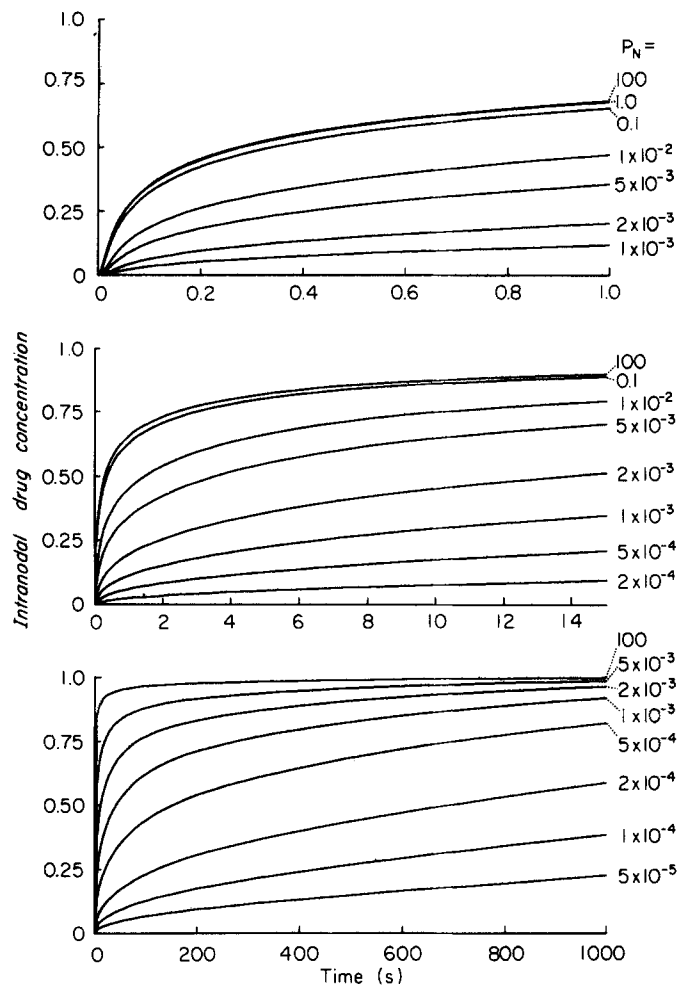 1.0
0.75
0.50
0.25
0
0 0.2 0.4 0.6 0.8 1.0
P_N =
100
1.0
0.1
1 x 10⁻²
5 x 10⁻³
2 x 10⁻³
1 x 10⁻³
Intranodal drug concentration
1.0
0.75
0.50
0.25
0
0 2 4 6 8 10 12 14
100
0.1
1 x 10⁻²
5 x 10⁻³
2 x 10⁻³
1 x 10⁻³
5 x 10⁻⁴
2 x 10⁻⁴
1.0
0.75
0.50
0.25
0
0 200 400 600 800 1000
Time (s)
100
5 x 10⁻³
2 x 10⁻³
1 x 10⁻³
5 x 10⁻⁴
2 x 10⁻⁴
1 x 10⁻⁴
5 x 10⁻⁵